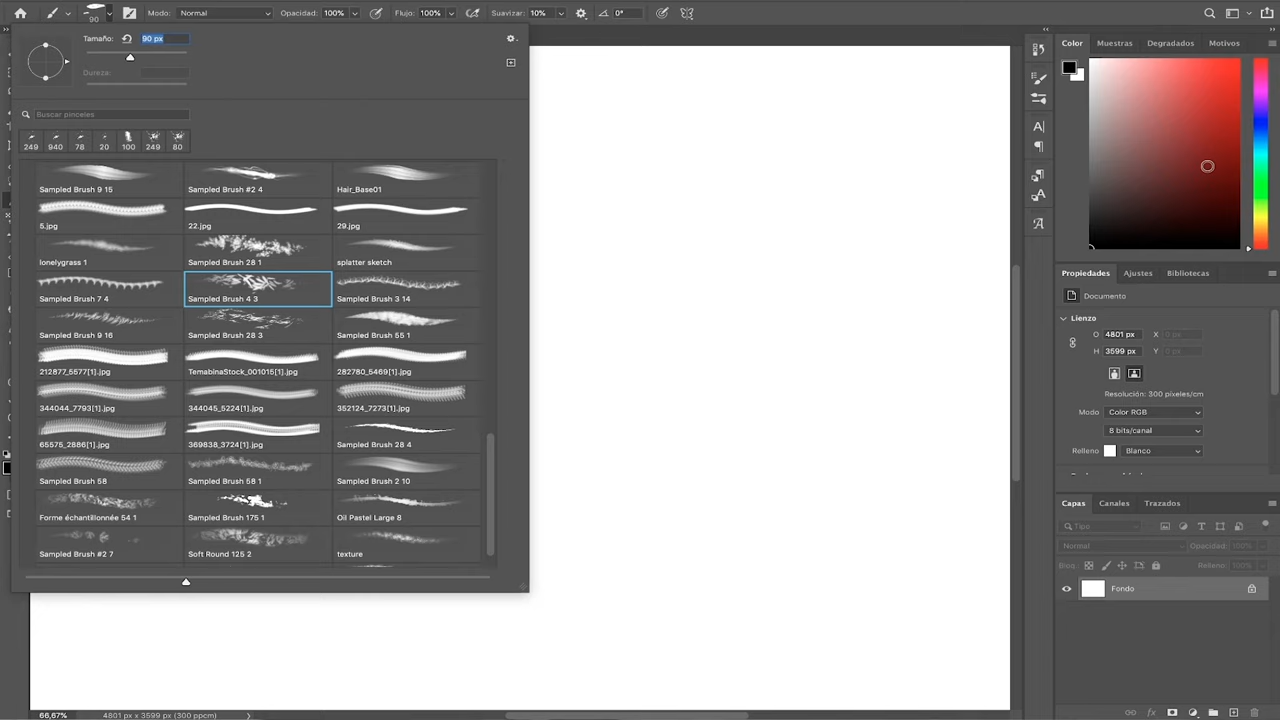 90
Modo: Normal
Opacidad: 100%
Flujo: 100%
Suavizar: 10%
0°
Tamaño: 90 px
Dureza:
Buscar pinceles
249 940 78 20 100 249 80
Sampled Brush 9 15
Sampled Brush #2 4
Hair_Base01
5.jpg
22.jpg
29.jpg
lonelygrass 1
Sampled Brush 28 1
splatter sketch
Sampled Brush 7 4
Sampled Brush 4 3
Sampled Brush 3 14
Sampled Brush 9 16
Sampled Brush 28 3
Sampled Brush 55 1
212877_5577[1].jpg
TemabinaStock_001015[1].jpg
282780_5469[1].jpg
344044_7793[1].jpg
344045_5224[1].jpg
352124_7273[1].jpg
65575_2886[1].jpg
369838_3724[1].jpg
Sampled Brush 28 4
Sampled Brush 58
Sampled Brush 58 1
Sampled Brush 2 10
Forme échantillonnée 54 1
Sampled Brush 175 1
Oil Pastel Large 8
Sampled Brush #2 7
Soft Round 125 2
texture
66,67%
4801 px x 3599 px (300 ppcm)
Color Muestras Degradados Motivos
Propiedades Ajustes Bibliotecas
Documento
Lienzo
O 4801 px X 0 px
H 3599 px Y 0 px
Resolución: 300 píxeles/cm
Modo Color RGB
8 bits/canal
Relleno Blanco
Capas Canales Trazados
Tipo
Normal Opacidad: 100%
Bloq.: Relleno: 100%
Fondo